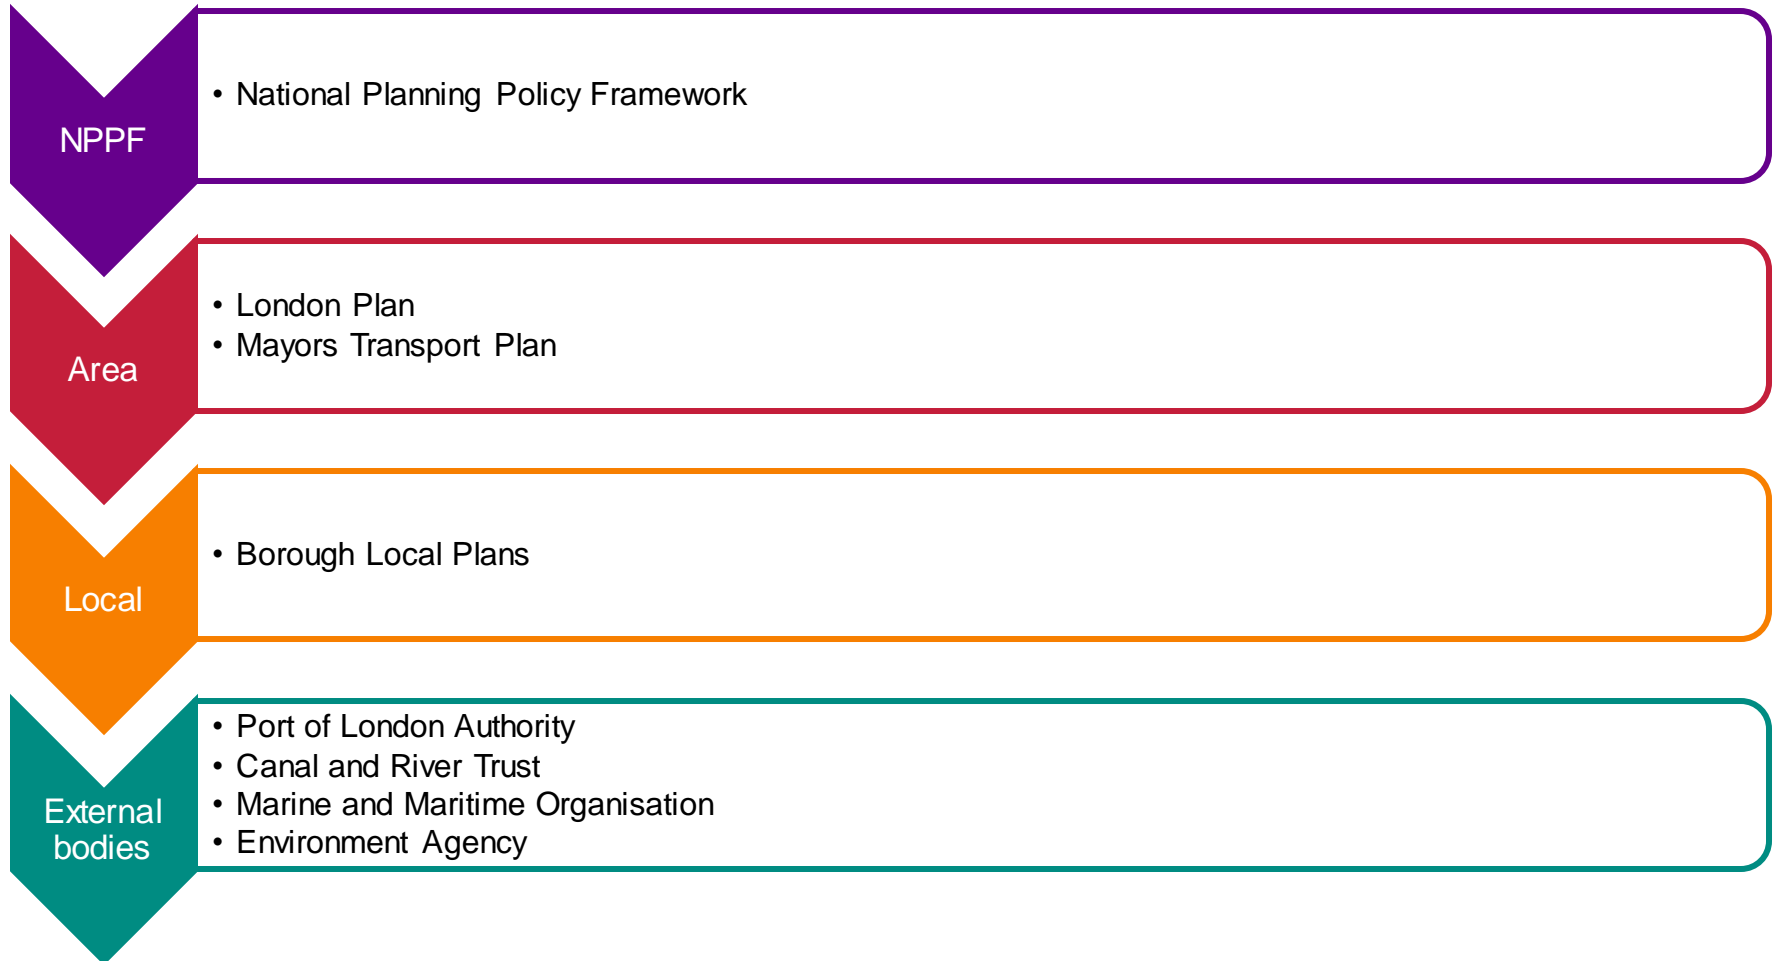 NPPF
• National Planning Policy Framework
Area
• London Plan
• Mayors Transport Plan
Local
• Borough Local Plans
External
bodies
• Port of London Authority
• Canal and River Trust
• Marine and Maritime Organisation
• Environment Agency